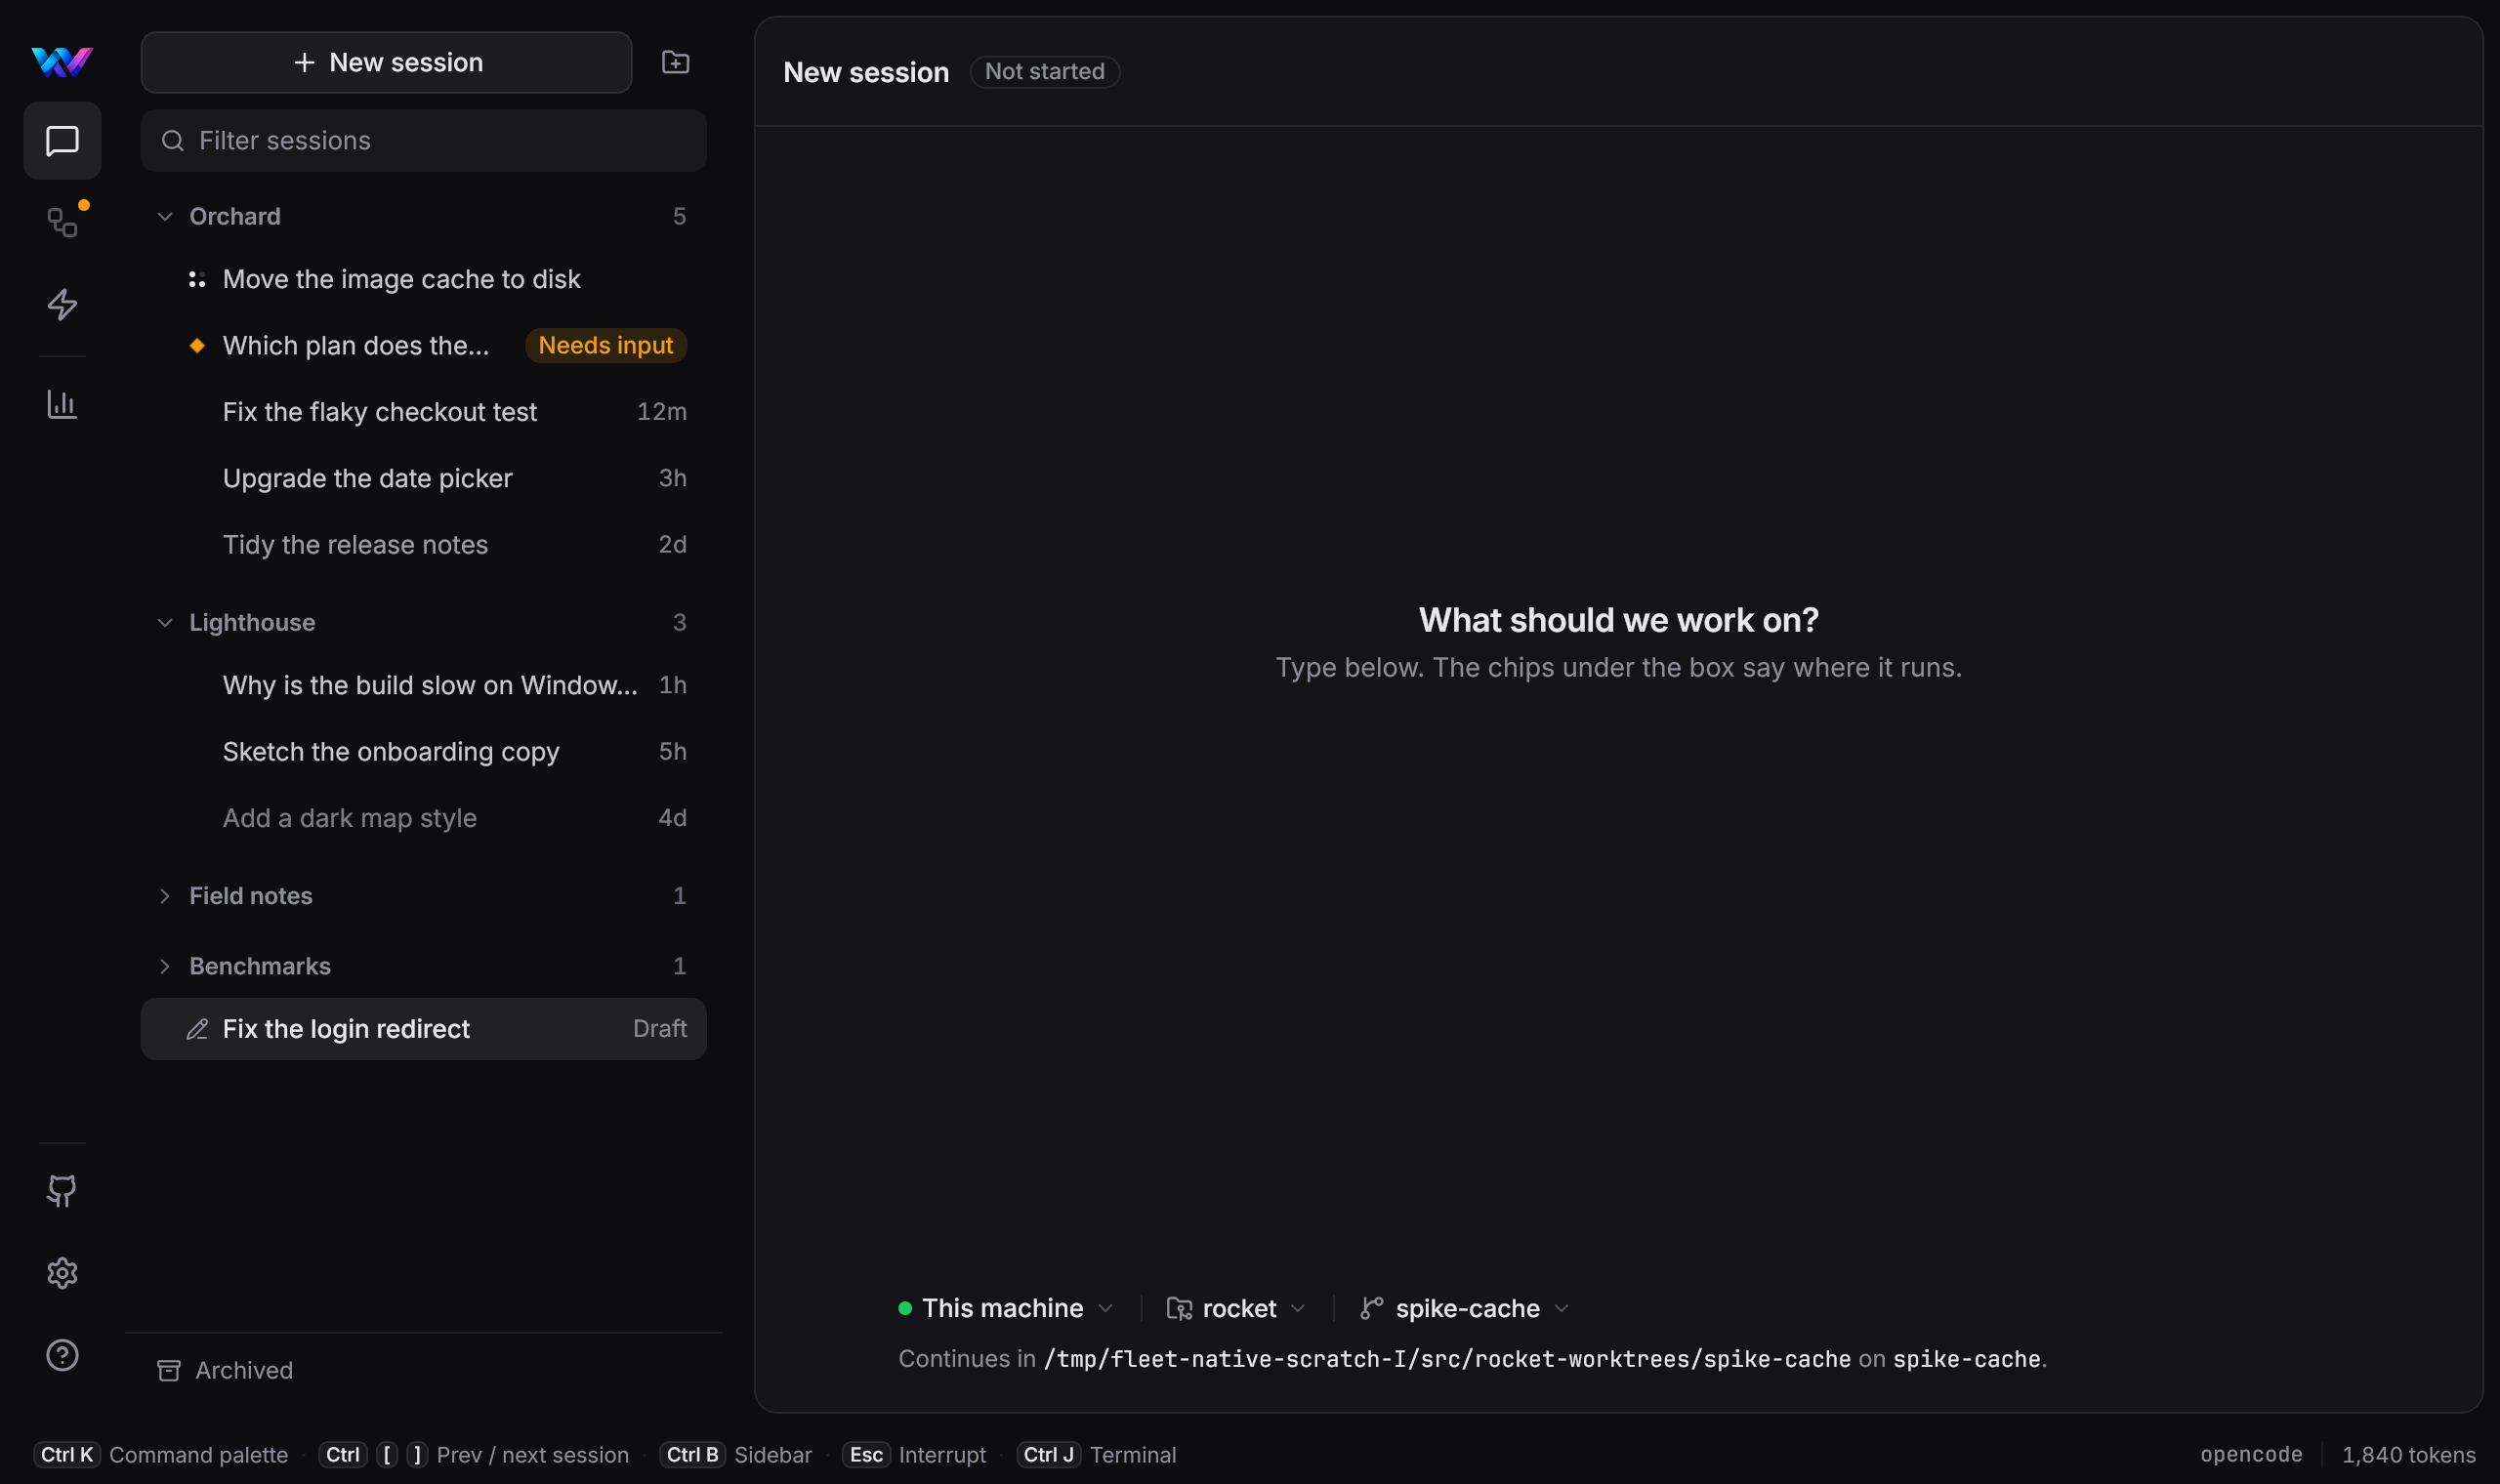 New session
Filter sessions
Orchard 5
Move the image cache to disk
Which plan does the... Needs input
Fix the flaky checkout test 12m
Upgrade the date picker 3h
Tidy the release notes 2d
Lighthouse 3
Why is the build slow on Window... 1h
Sketch the onboarding copy 5h
Add a dark map style 4d
Field notes 1
Benchmarks 1
Fix the login redirect Draft
Archived
New session Not started
What should we work on?
Type below. The chips under the box say where it runs.
This machine rocket spike-cache
Continues in /tmp/fleet-native-scratch-I/src/rocket-worktrees/spike-cache on spike-cache.
Ctrl K Command palette · Ctrl [ ] Prev / next session · Ctrl B Sidebar · Esc Interrupt · Ctrl J Terminal
opencode 1,840 tokens